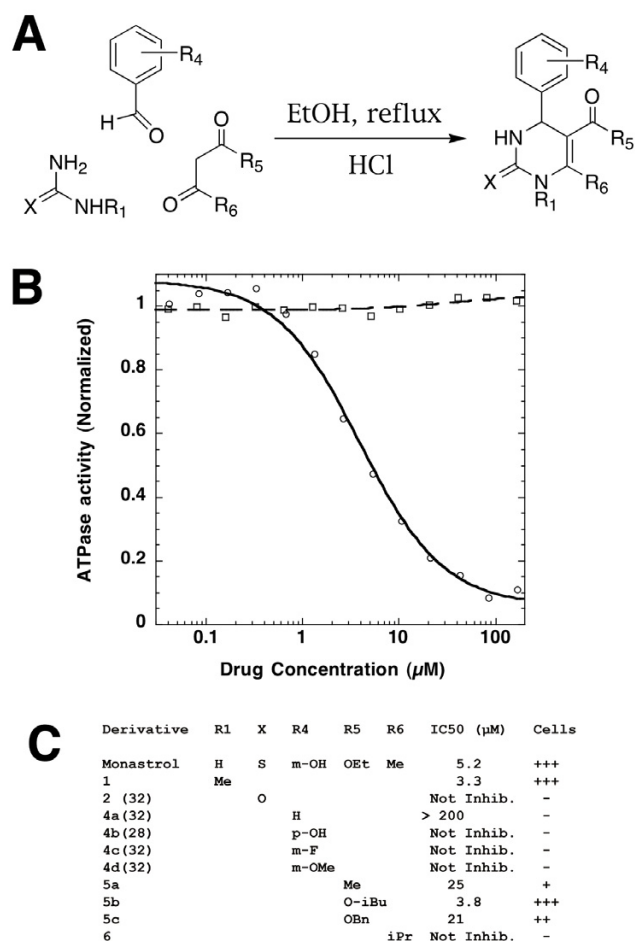 A
R4
H
O
NH2
X
NHR1
O
R5
O
R6
EtOH, reflux
HCl
R4
O
HN
R5
X
N
R6
R1
B
ATPase activity (Normalized)
1
0.8
0.6
0.4
0.2
0
0.1
1
10
100
Drug Concentration (µM)
C
Derivative R1 X R4 R5 R6 IC50 (µM) Cells
Monastrol H S m-OH OEt Me 5.2 +++
1 Me 3.3 +++
2 (32) O Not Inhib. -
4a(32) H > 200 -
4b(28) p-OH Not Inhib. -
4c(32) m-F Not Inhib. -
4d(32) m-OMe Not Inhib. -
5a Me 25 +
5b O-iBu 3.8 +++
5c OBn 21 ++
6 iPr Not Inhib. -